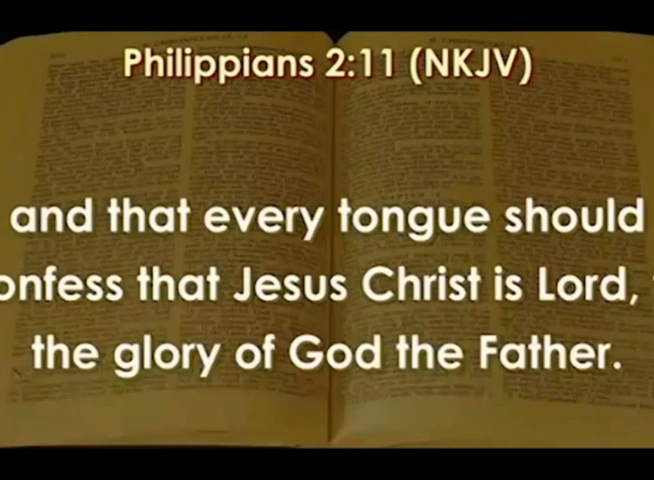 Philippians 2:11 (NKJV)
and that every tongue should
onfess that Jesus Christ is Lord,
the glory of God the Father.